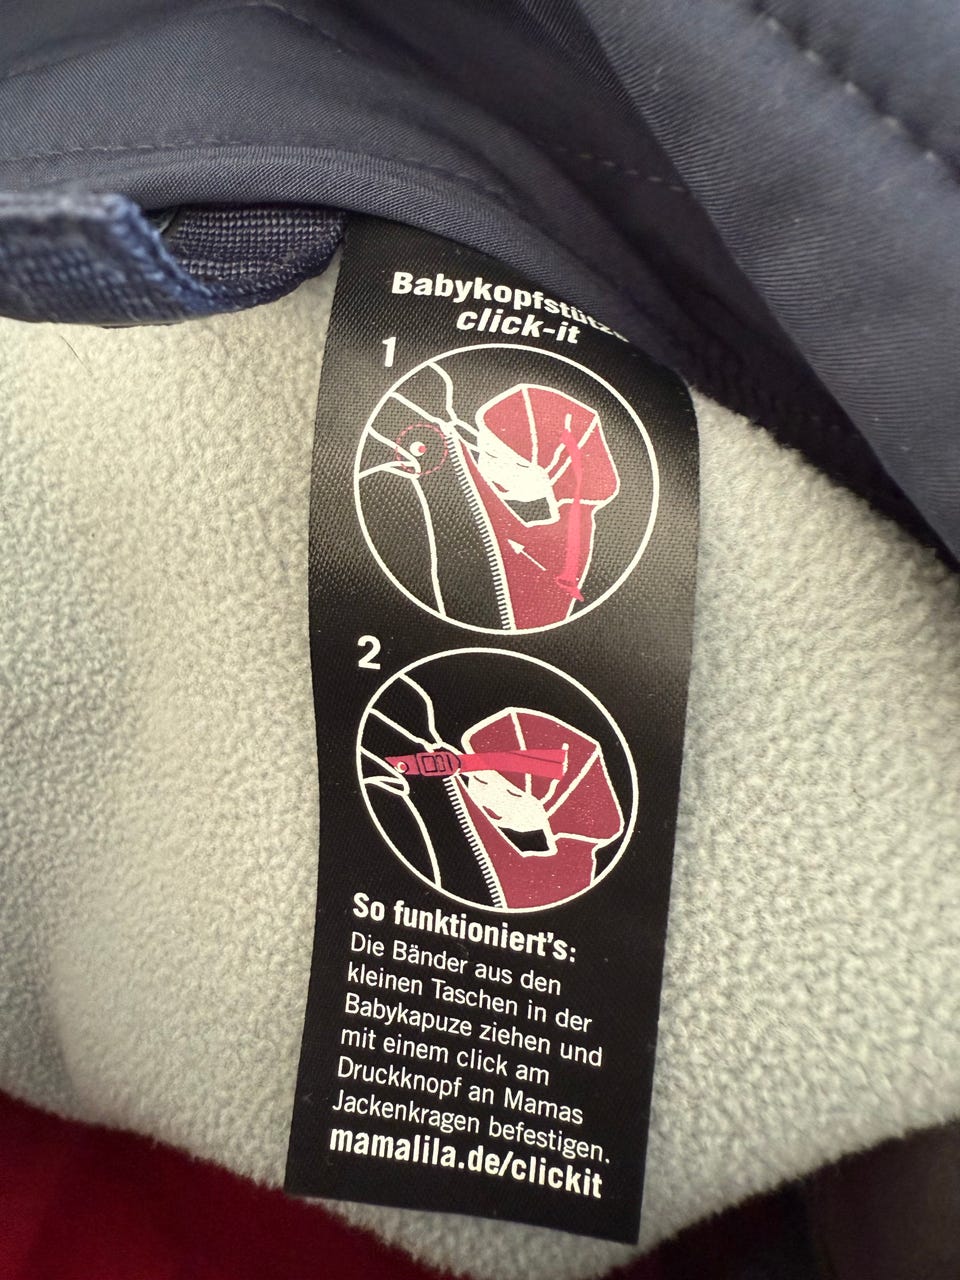 Babykopfstütze
click-it
1
2
So funktioniert's:
Die Bänder aus den
kleinen Taschen in der
Babykapuze ziehen und
mit einem click am
Druckknopf an Mamas
Jackenkragen befestigen.
mamalila.de/clickit